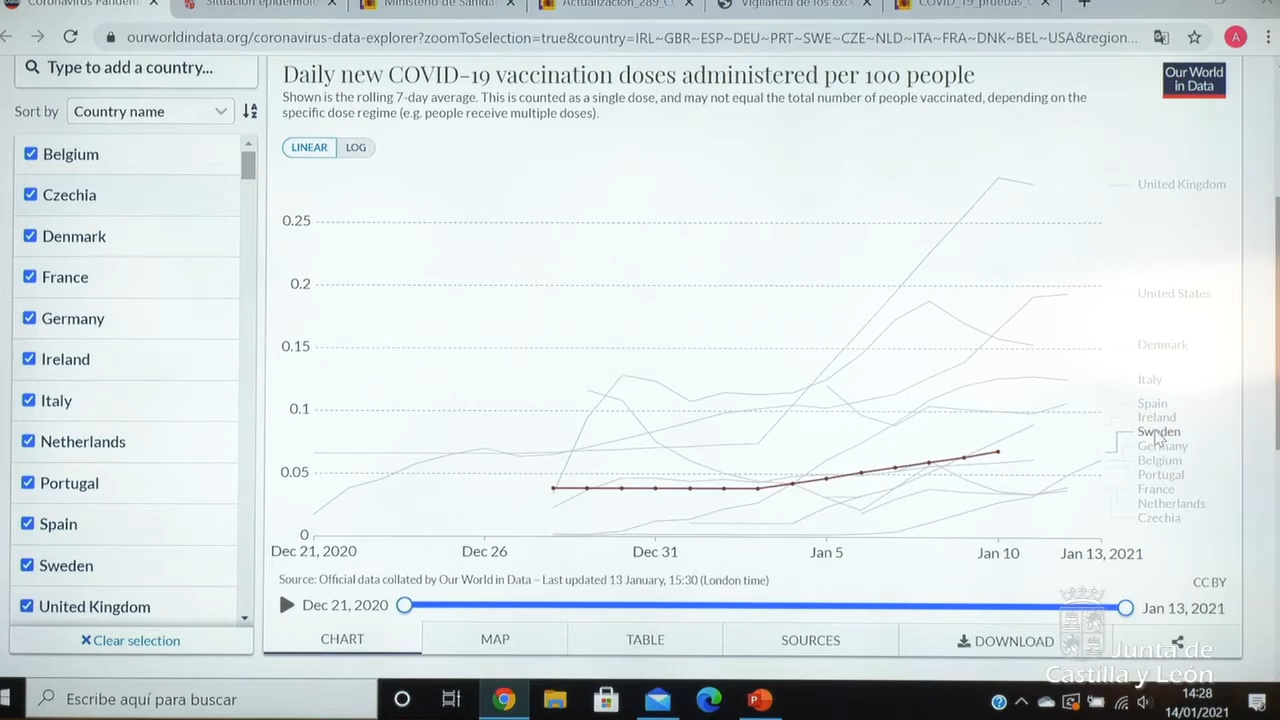 Coronavirus Pandem
Situación epidemiol
Ministerio de Sanida
Actualización_289_CO
Vigilancia de los exc
COVID_19_pruebas_
ourworldindata.org/coronavirus-data-explorer?zoomToSelection=true&country=IRL~GBR~ESP~DEU~PRT~SWE~CZE~NLD~ITA~FRA~DNK~BEL~USA&region...
A
Type to add a country...
Sort by
Country name
Belgium
Czechia
Denmark
France
Germany
Ireland
Italy
Netherlands
Portugal
Spain
Sweden
United Kingdom
Clear selection
Daily new COVID-19 vaccination doses administered per 100 people
Shown is the rolling 7-day average. This is counted as a single dose, and may not equal the total number of people vaccinated, depending on the
specific dose regime (e.g. people receive multiple doses).
Our World
in Data
LINEAR
LOG
0.25
0.2
0.15
0.1
0.05
0
United Kingdom
United States
Denmark
Italy
Spain
Ireland
Sweden
Germany
Belgium
Portugal
France
Netherlands
Czechia
Dec 21, 2020
Dec 26
Dec 31
Jan 5
Jan 10
Jan 13, 2021
Source: Official data collated by Our World in Data – Last updated 13 January, 15:30 (London time)
CC BY
Dec 21, 2020
Jan 13, 2021
CHART
MAP
TABLE
SOURCES
DOWNLOAD
Junta de
Castilla y León
Escribe aquí para buscar
14:28
14/01/2021